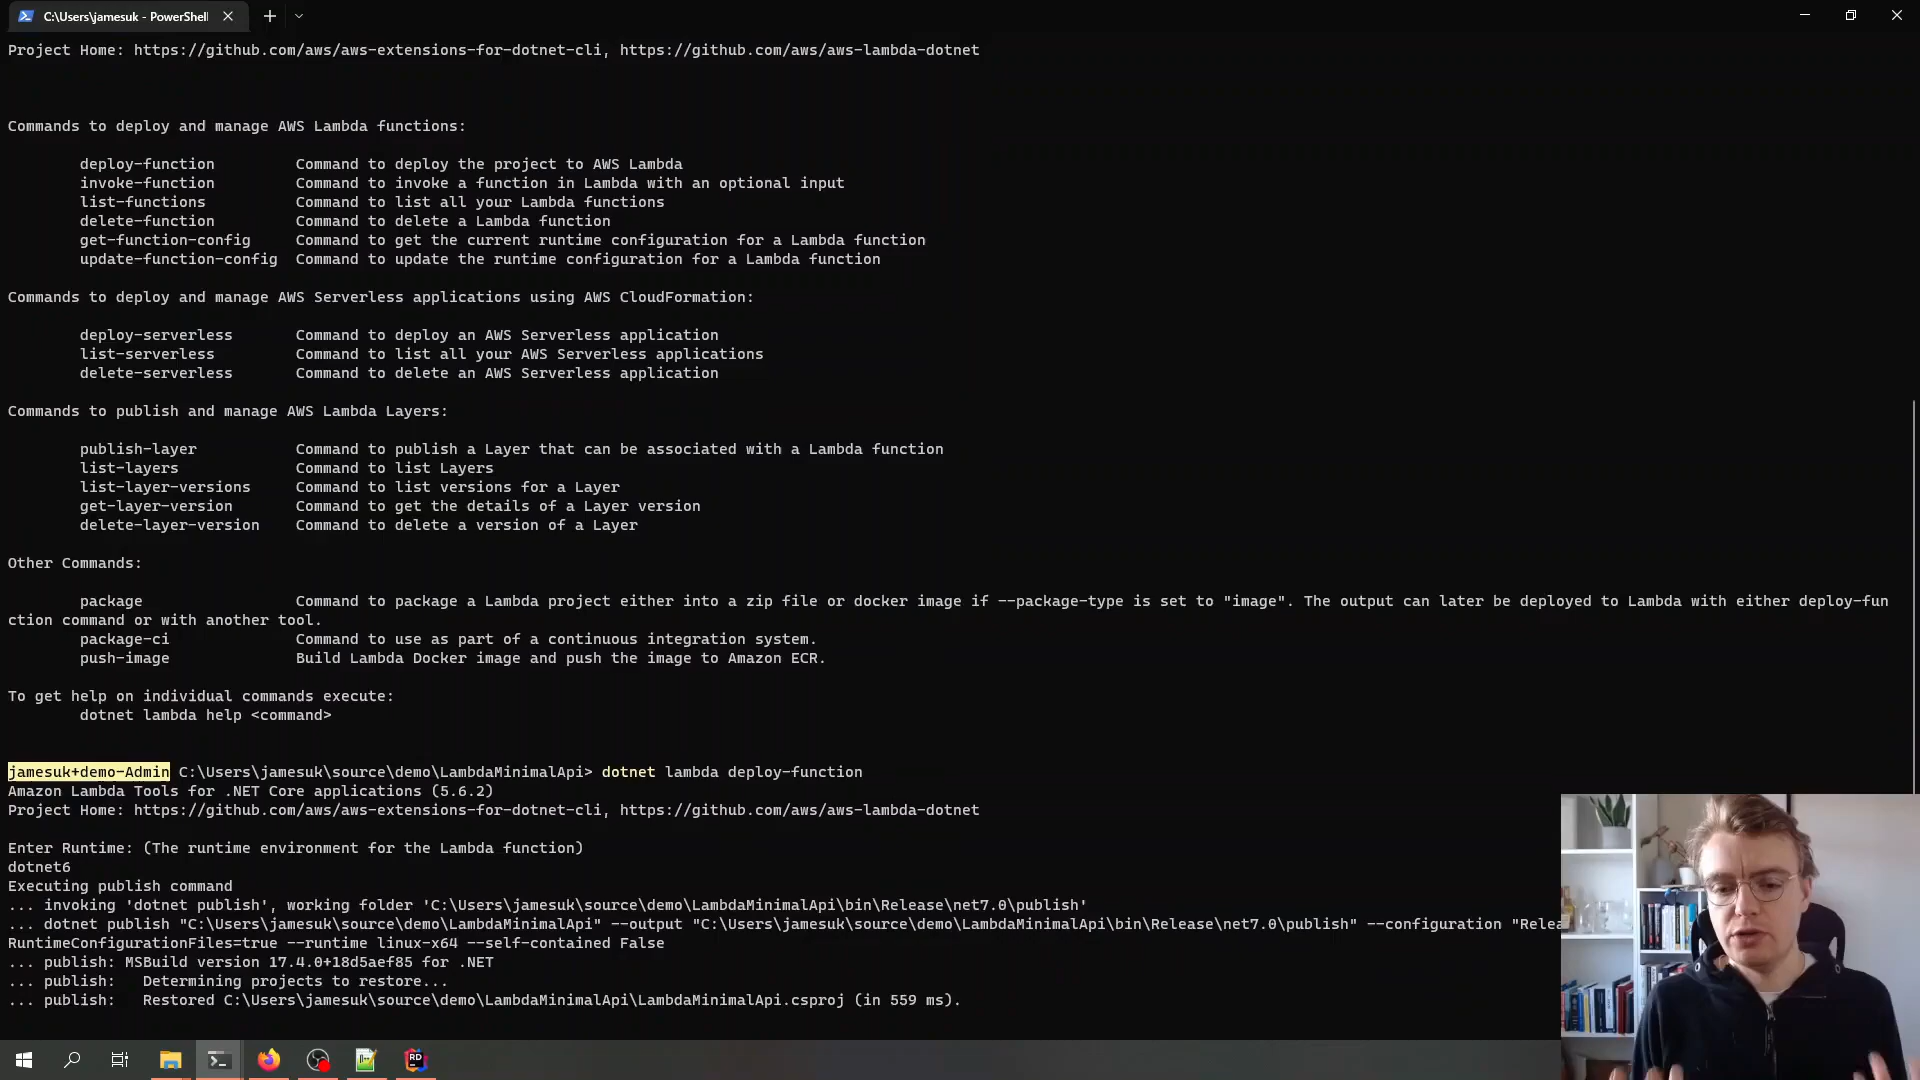 C:\Users\jamesuk - PowerShell
Project Home: https://github.com/aws/aws-extensions-for-dotnet-cli, https://github.com/aws/aws-lambda-dotnet
Commands to deploy and manage AWS Lambda functions:
deploy-function Command to deploy the project to AWS Lambda
invoke-function Command to invoke a function in Lambda with an optional input
list-functions Command to list all your Lambda functions
delete-function Command to delete a Lambda function
get-function-config Command to get the current runtime configuration for a Lambda function
update-function-config Command to update the runtime configuration for a Lambda function
Commands to deploy and manage AWS Serverless applications using AWS CloudFormation:
deploy-serverless Command to deploy an AWS Serverless application
list-serverless Command to list all your AWS Serverless applications
delete-serverless Command to delete an AWS Serverless application
Commands to publish and manage AWS Lambda Layers:
publish-layer Command to publish a Layer that can be associated with a Lambda function
list-layers Command to list Layers
list-layer-versions Command to list versions for a Layer
get-layer-version Command to get the details of a Layer version
delete-layer-version Command to delete a version of a Layer
Other Commands:
package Command to package a Lambda project either into a zip file or docker image if --package-type is set to "image". The output can later be deployed to Lambda with either deploy-fun
ction command or with another tool.
package-ci Command to use as part of a continuous integration system.
push-image Build Lambda Docker image and push the image to Amazon ECR.
To get help on individual commands execute:
dotnet lambda help <command>
jamesuk+demo-Admin C:\Users\jamesuk\source\demo\LambdaMinimalApi> dotnet lambda deploy-function
Amazon Lambda Tools for .NET Core applications (5.6.2)
Project Home: https://github.com/aws/aws-extensions-for-dotnet-cli, https://github.com/aws/aws-lambda-dotnet
Enter Runtime: (The runtime environment for the Lambda function)
dotnet6
Executing publish command
... invoking 'dotnet publish', working folder 'C:\Users\jamesuk\source\demo\LambdaMinimalApi\bin\Release\net7.0\publish'
... dotnet publish "C:\Users\jamesuk\source\demo\LambdaMinimalApi" --output "C:\Users\jamesuk\source\demo\LambdaMinimalApi\bin\Release\net7.0\publish" --configuration "Relea
RuntimeConfigurationFiles=true --runtime linux-x64 --self-contained False
... publish: MSBuild version 17.4.0+18d5aef85 for .NET
... publish: Determining projects to restore...
... publish: Restored C:\Users\jamesuk\source\demo\LambdaMinimalApi\LambdaMinimalApi.csproj (in 559 ms).
RD